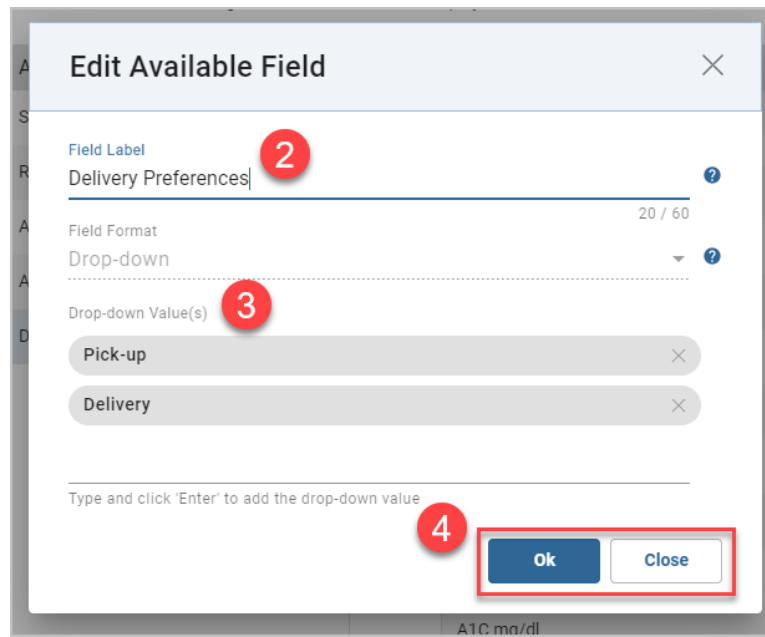 Edit Available Field
A
S
Field Label
2
R
Delivery Preferences
?
20 / 60
A
Field Format
Drop-down
?
A
Drop-down Value(s)
3
D
Pick-up
Delivery
Type and click 'Enter' to add the drop-down value
4
Ok
Close
A1C mg/dl